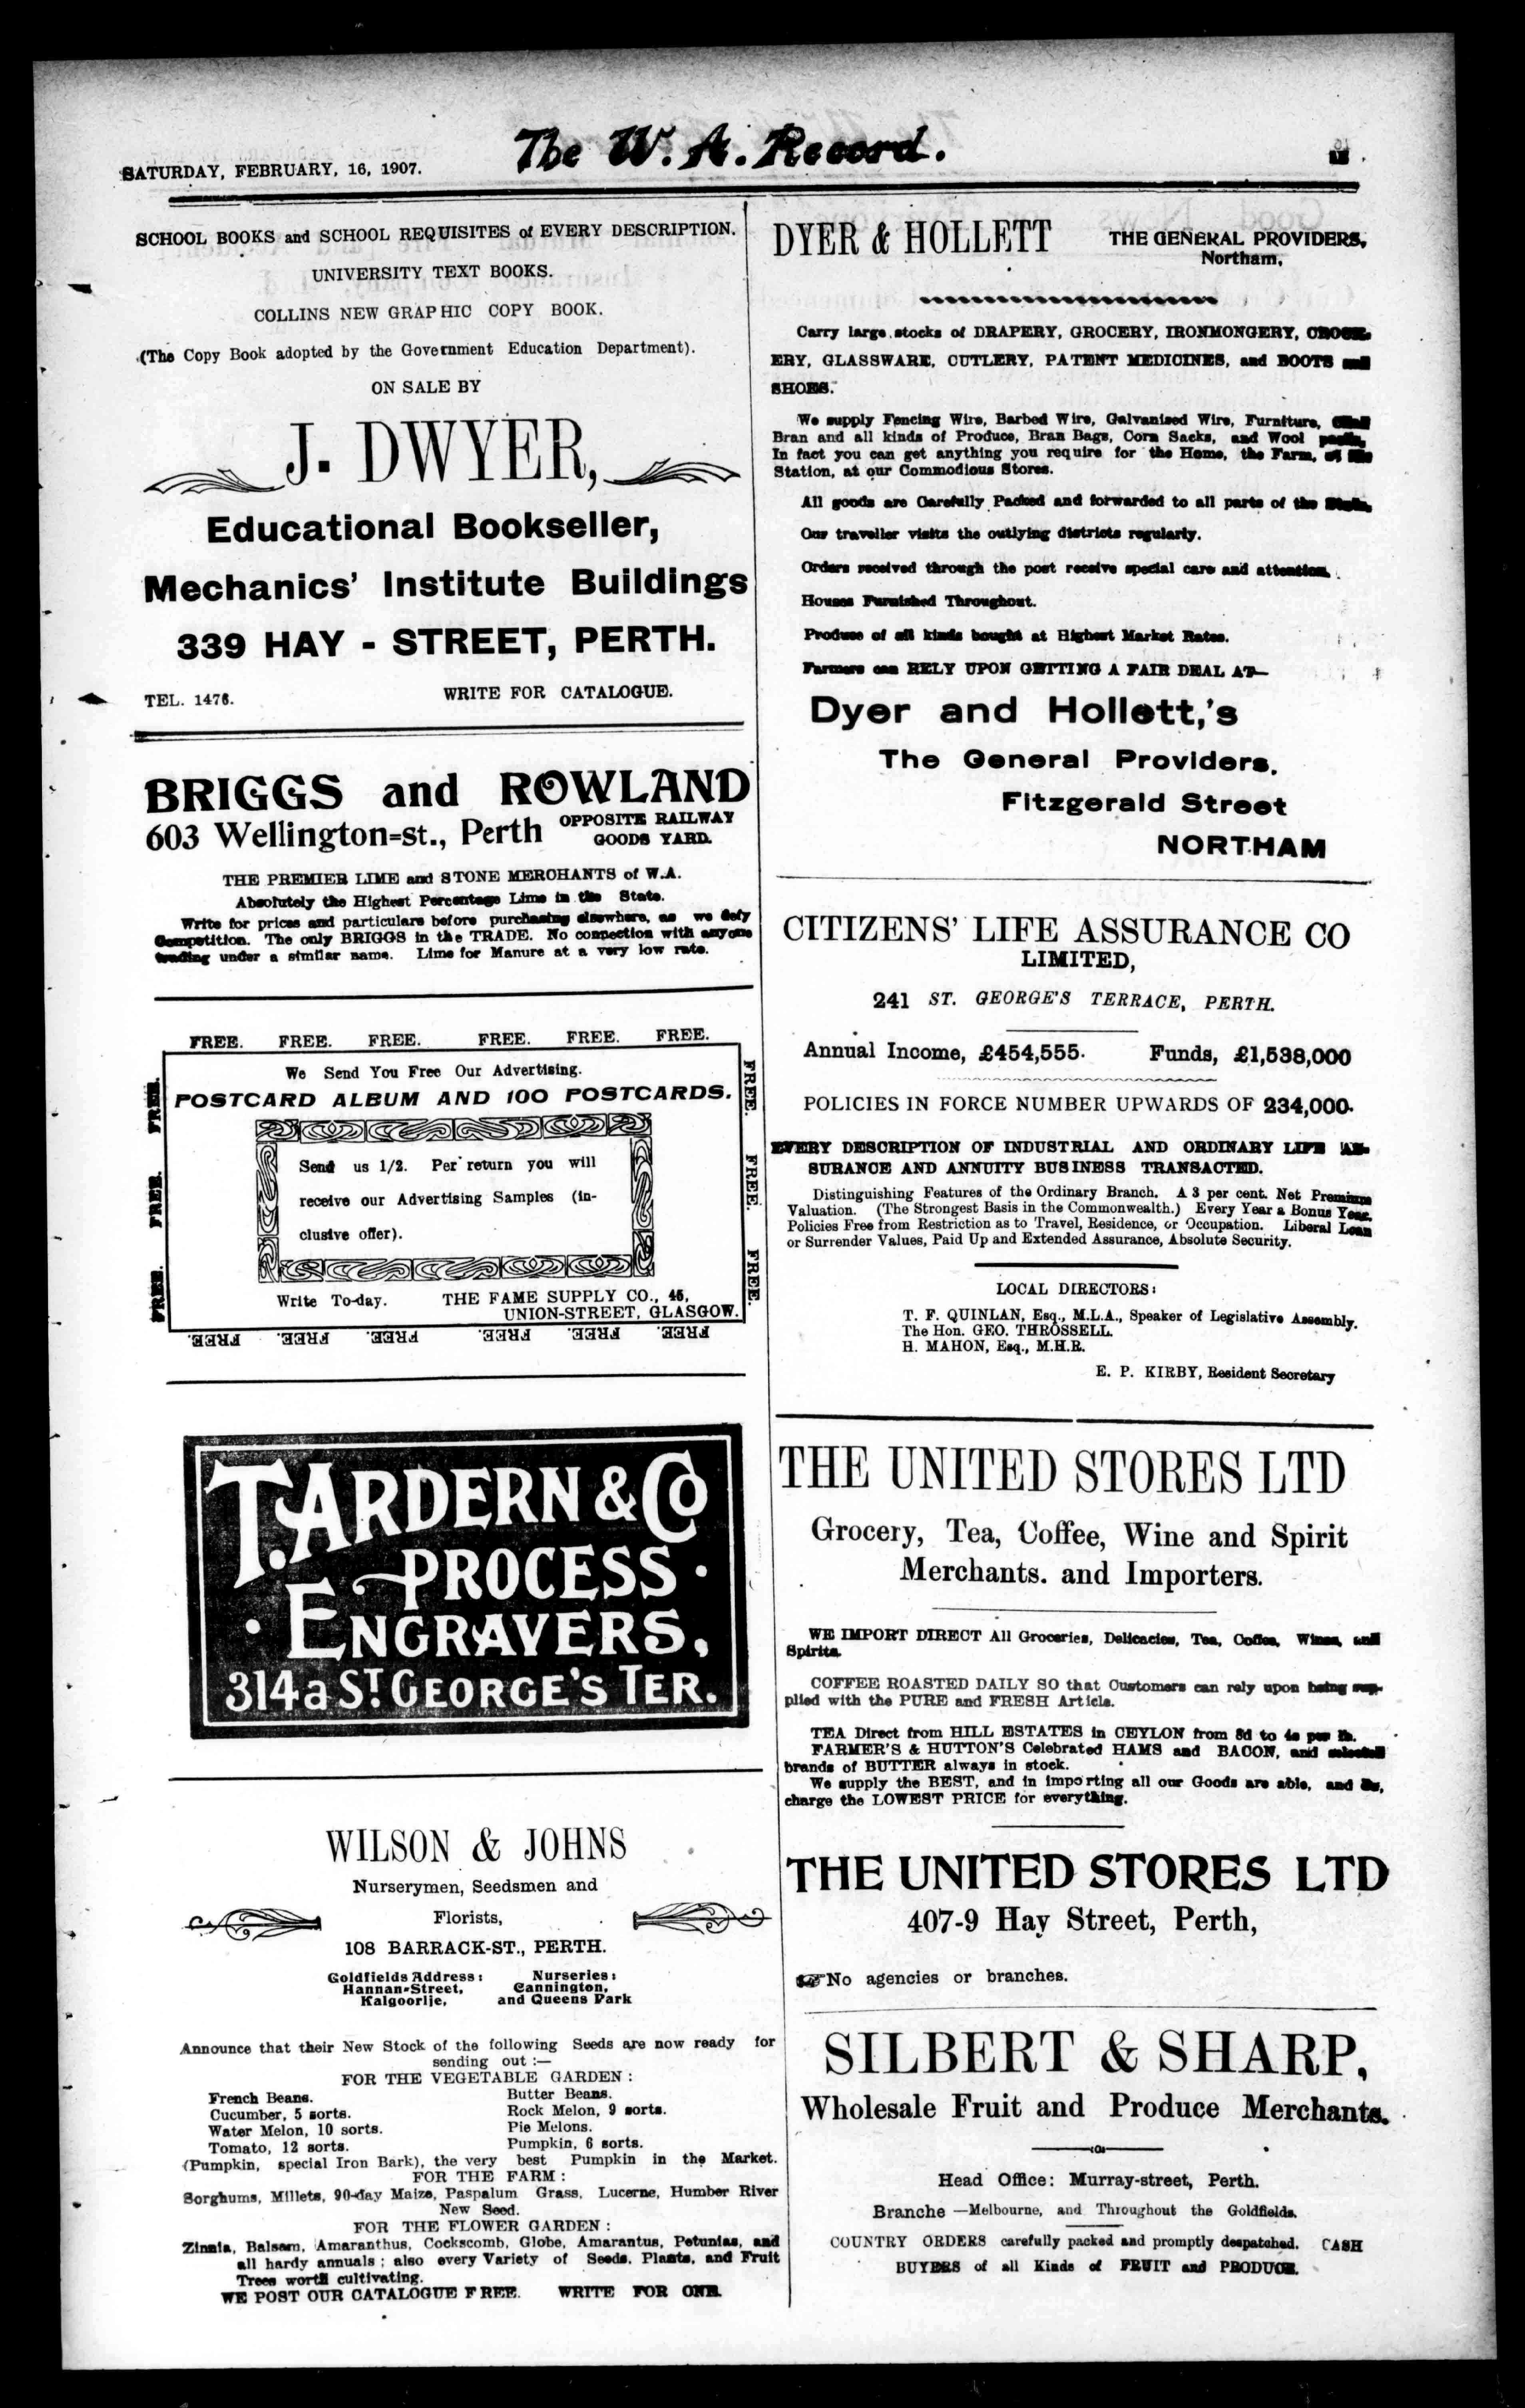 SATURDAY, FEBRUARY, 16, 1907.
The W. A. Record.
SCHOOL BOOKS and SCHOOL REQUISITES of EVERY DESCRIPTION.
UNIVERSITY TEXT BOOKS.
COLLINS NEW GRAPHIC COPY BOOK.
(The Copy Book adopted by the Government Education Department).
ON SALE BY
J. DWYER,
Educational Bookseller,
Mechanics' Institute Buildings
339 HAY - STREET, PERTH.
TEL. 1476.
WRITE FOR CATALOGUE.
BRIGGS and ROWLAND
603 Wellington=st., Perth
OPPOSITE RAILWAY
GOODS YARD.
THE PREMIER LIME and STONE MERCHANTS of W.A.
Absolutely the Highest Percentage Lime in the State.
Write for prices and particulars before purchasing elsewhere, as we defy
Competition. The only BRIGGS in the TRADE. No connection with anyone
trading under a similar name. Lime for Manure at a very low rate.
FREE. FREE. FREE. FREE. FREE. FREE.
FREE. FREE. FREE.
We Send You Free Our Advertising.
POSTCARD ALBUM AND 100 POSTCARDS.
Send us 1/2. Per return you will
receive our Advertising Samples (in-
clusive offer).
Write To-day.
THE FAME SUPPLY CO., 45,
UNION-STREET, GLASGOW.
FREE. FREE. FREE.
FREE. FREE. FREE. FREE. FREE. FREE.
T. ARDERN & Co
PROCESS
ENGRAVERS,
314a ST GEORGE'S TER.
WILSON & JOHNS
Nurserymen, Seedsmen and
Florists,
108 BARRACK-ST., PERTH.
Goldfields Address:
Hannan-Street,
Kalgoorlie,
Nurseries:
Cannington,
and Queens Park
Announce that their New Stock of the following Seeds are now ready for
sending out :—
FOR THE VEGETABLE GARDEN :
French Beans. Butter Beans.
Cucumber, 5 sorts. Rock Melon, 9 sorts.
Water Melon, 10 sorts. Pie Melons.
Tomato, 12 sorts. Pumpkin, 6 sorts.
(Pumpkin, special Iron Bark), the very best Pumpkin in the Market.
FOR THE FARM :
Sorghums, Millets, 90-day Maize, Paspalum Grass, Lucerne, Humber River
New Seed.
FOR THE FLOWER GARDEN :
Zinnia, Balsam, Amaranthus, Cockscomb, Globe, Amarantus, Petunias, and
all hardy annuals ; also every Variety of Seeds, Plants, and Fruit
Trees worth cultivating.
WE POST OUR CATALOGUE FREE. WRITE FOR ONE.
DYER & HOLLETT
THE GENERAL PROVIDERS,
Northam,
Carry large stocks of DRAPERY, GROCERY, IRONMONGERY, CROCK-
ERY, GLASSWARE, CUTLERY, PATENT MEDICINES, and BOOTS and
SHOES.
We supply Fencing Wire, Barbed Wire, Galvanised Wire, Furniture,
Bran and all kinds of Produce, Bran Bags, Corn Sacks, and Wool
In fact you can get anything you require for the Home, the Farm, or the
Station, at our Commodious Stores.
All goods are Carefully Packed and forwarded to all parts of the State.
Our traveller visits the outlying districts regularly.
Orders received through the post receive special care and attention.
Houses Furnished Throughout.
Produce of all kinds bought at Highest Market Rates.
Farmers can RELY UPON GETTING A FAIR DEAL AT—
Dyer and Hollett,'s
The General Providers,
Fitzgerald Street
NORTHAM
CITIZENS' LIFE ASSURANCE CO
LIMITED,
241 ST. GEORGE'S TERRACE, PERTH.
Annual Income, £454,555. Funds, £1,538,000
POLICIES IN FORCE NUMBER UPWARDS OF 234,000.
EVERY DESCRIPTION OF INDUSTRIAL AND ORDINARY LIFE AS-
SURANCE AND ANNUITY BUSINESS TRANSACTED.
Distinguishing Features of the Ordinary Branch. A 3 per cent. Net Premium
Valuation. (The Strongest Basis in the Commonwealth.) Every Year a Bonus Year.
Policies Free from Restriction as to Travel, Residence, or Occupation. Liberal Loan
or Surrender Values, Paid Up and Extended Assurance, Absolute Security.
LOCAL DIRECTORS:
T. F. QUINLAN, Esq., M.L.A., Speaker of Legislative Assembly.
The Hon. GEO. THROSSELL.
H. MAHON, Esq., M.H.R.
E. P. KIRBY, Resident Secretary
THE UNITED STORES LTD
Grocery, Tea, Coffee, Wine and Spirit
Merchants. and Importers.
WE IMPORT DIRECT All Groceries, Delicacies, Tea, Coffee, Wines, and
Spirits.
COFFEE ROASTED DAILY SO that Customers can rely upon being sup-
plied with the PURE and FRESH Article.
TEA Direct from HILL ESTATES in CEYLON from 8d to 4s per lb.
FARMER'S & HUTTON'S Celebrated HAMS and BACON, and selected
brands of BUTTER always in stock.
We supply the BEST, and in importing all our Goods are able, and do,
charge the LOWEST PRICE for everything.
THE UNITED STORES LTD
407-9 Hay Street, Perth,
No agencies or branches.
SILBERT & SHARP,
Wholesale Fruit and Produce Merchants.
Head Office: Murray-street, Perth.
Branche —Melbourne, and Throughout the Goldfields.
COUNTRY ORDERS carefully packed and promptly despatched. CASH
BUYERS of all Kinds of FRUIT and PRODUCE.